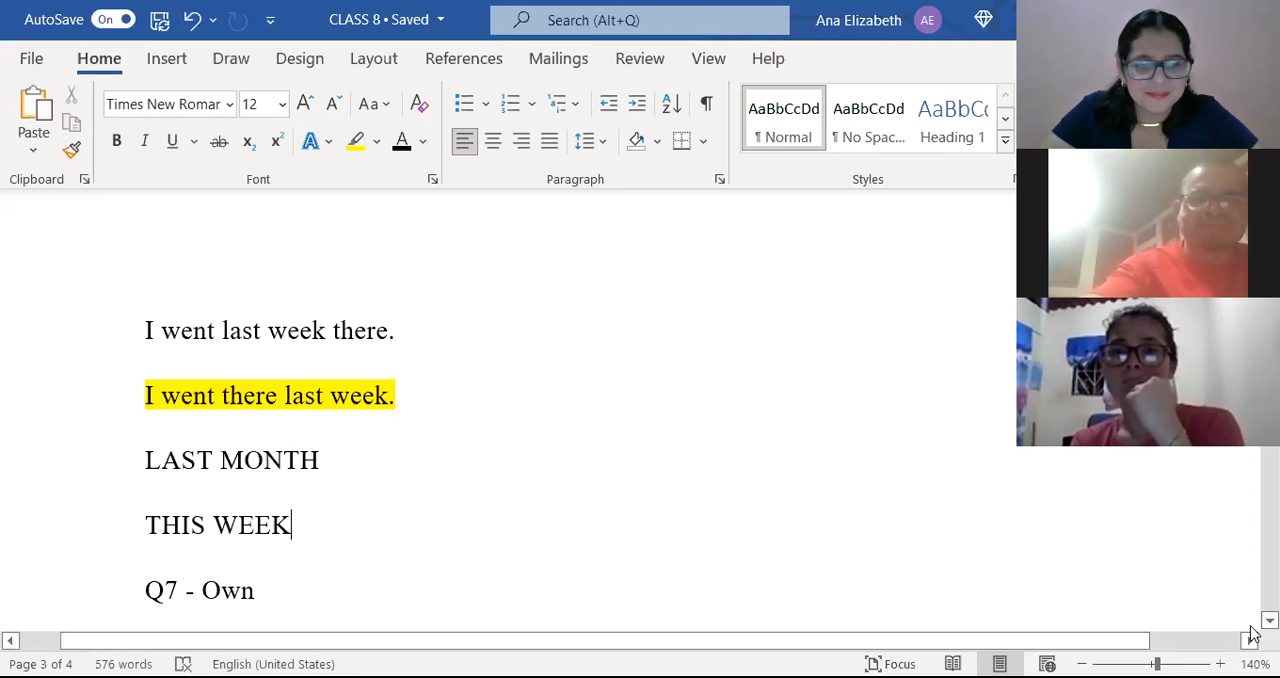 AutoSave On CLASS 8 • Saved Search (Alt+Q) Ana Elizabeth AE
File Home Insert Draw Design Layout References Mailings Review View Help
Times New Romar 12 Aa
AaBbCcDd AaBbCcDd AaBbCc
Paste
¶ Normal ¶ No Spac... Heading 1
Clipboard Font Paragraph Styles
I went last week there.
I went there last week.
LAST MONTH
THIS WEEK
Q7 - Own
Page 3 of 4 576 words English (United States) Focus 140%